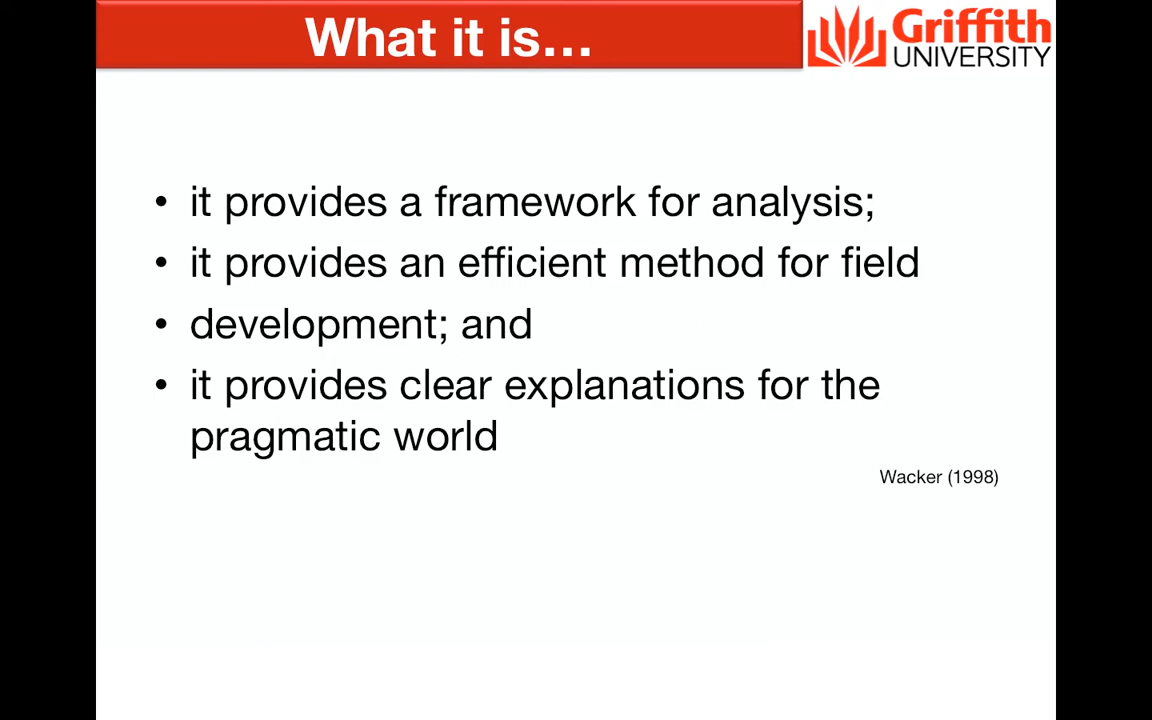 What it is…
Griffith
UNIVERSITY
• it provides a framework for analysis;
• it provides an efficient method for field
• development; and
• it provides clear explanations for the
pragmatic world
Wacker (1998)